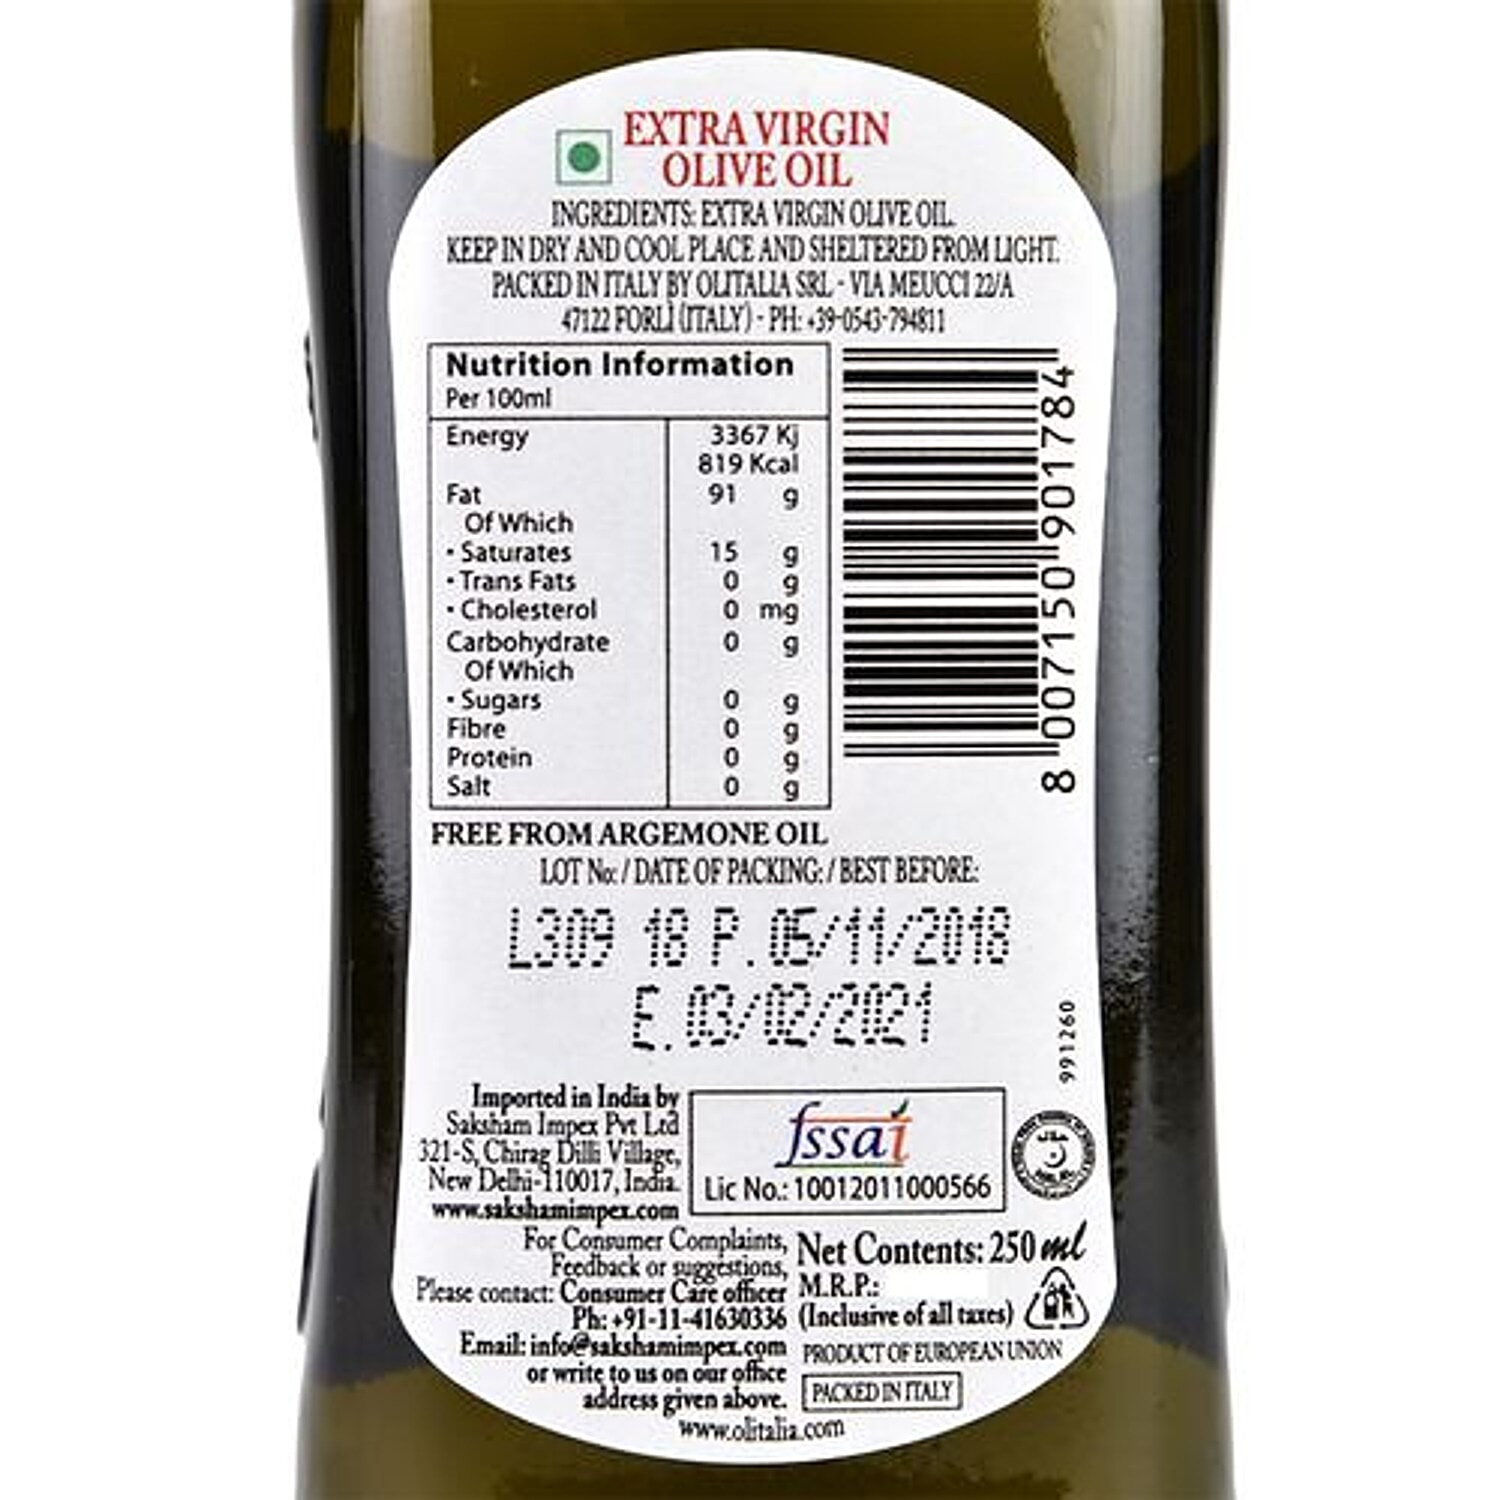 EXTRA VIRGIN
OLIVE OIL
INGREDIENTS: EXTRA VIRGIN OLIVE OIL.
KEEP IN DRY AND COOL PLACE AND SHELTERED FROM LIGHT.
PACKED IN ITALY BY OLITALIA SRL - VIA MEUCCI 22/A
47122 FORLÌ (ITALY) - PH: +39-0543-794811
Nutrition Information
Per 100ml
Energy 3367 Kj
819 Kcal
Fat 91 g
Of Which
• Saturates 15 g
• Trans Fats 0 g
• Cholesterol 0 mg
Carbohydrate 0 g
Of Which
• Sugars 0 g
Fibre 0 g
Protein 0 g
Salt 0 g
8 007150 901784
FREE FROM ARGEMONE OIL
LOT No: / DATE OF PACKING: / BEST BEFORE:
L309 18 P. 05/11/2018
E. 03/02/2021
991260
Imported in India by
Saksham Impex Pvt Ltd
321-S, Chirag Dilli Village,
New Delhi-110017, India.
www.sakshamimpex.com
fssai
Lic No.: 10012011000566
For Consumer Complaints,
Feedback or suggestions,
Please contact: Consumer Care officer
Ph: +91-11-41630336
Email: info@sakshamimpex.com
or write to us on our office
address given above.
Net Contents: 250 ml
M.R.P.:
(Inclusive of all taxes)
PRODUCT OF EUROPEAN UNION
PACKED IN ITALY
www.olitalia.com